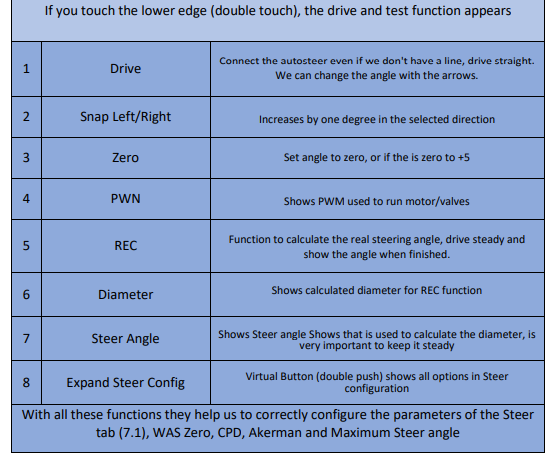 If you touch the lower edge (double touch), the drive and test function appears
1 Drive Connect the autosteer even if we don't have a line, drive straight.
We can change the angle with the arrows.
2 Snap Left/Right Increases by one degree in the selected direction
3 Zero Set angle to zero, or if the is zero to +5
4 PWN Shows PWM used to run motor/valves
5 REC Function to calculate the real steering angle, drive steady and
show the angle when finished.
6 Diameter Shows calculated diameter for REC function
7 Steer Angle Shows Steer angle Shows that is used to calculate the diameter, is
very important to keep it steady
8 Expand Steer Config Virtual Button (double push) shows all options in Steer
configuration
With all these functions they help us to correctly configure the parameters of the Steer
tab (7.1), WAS Zero, CPD, Akerman and Maximum Steer angle